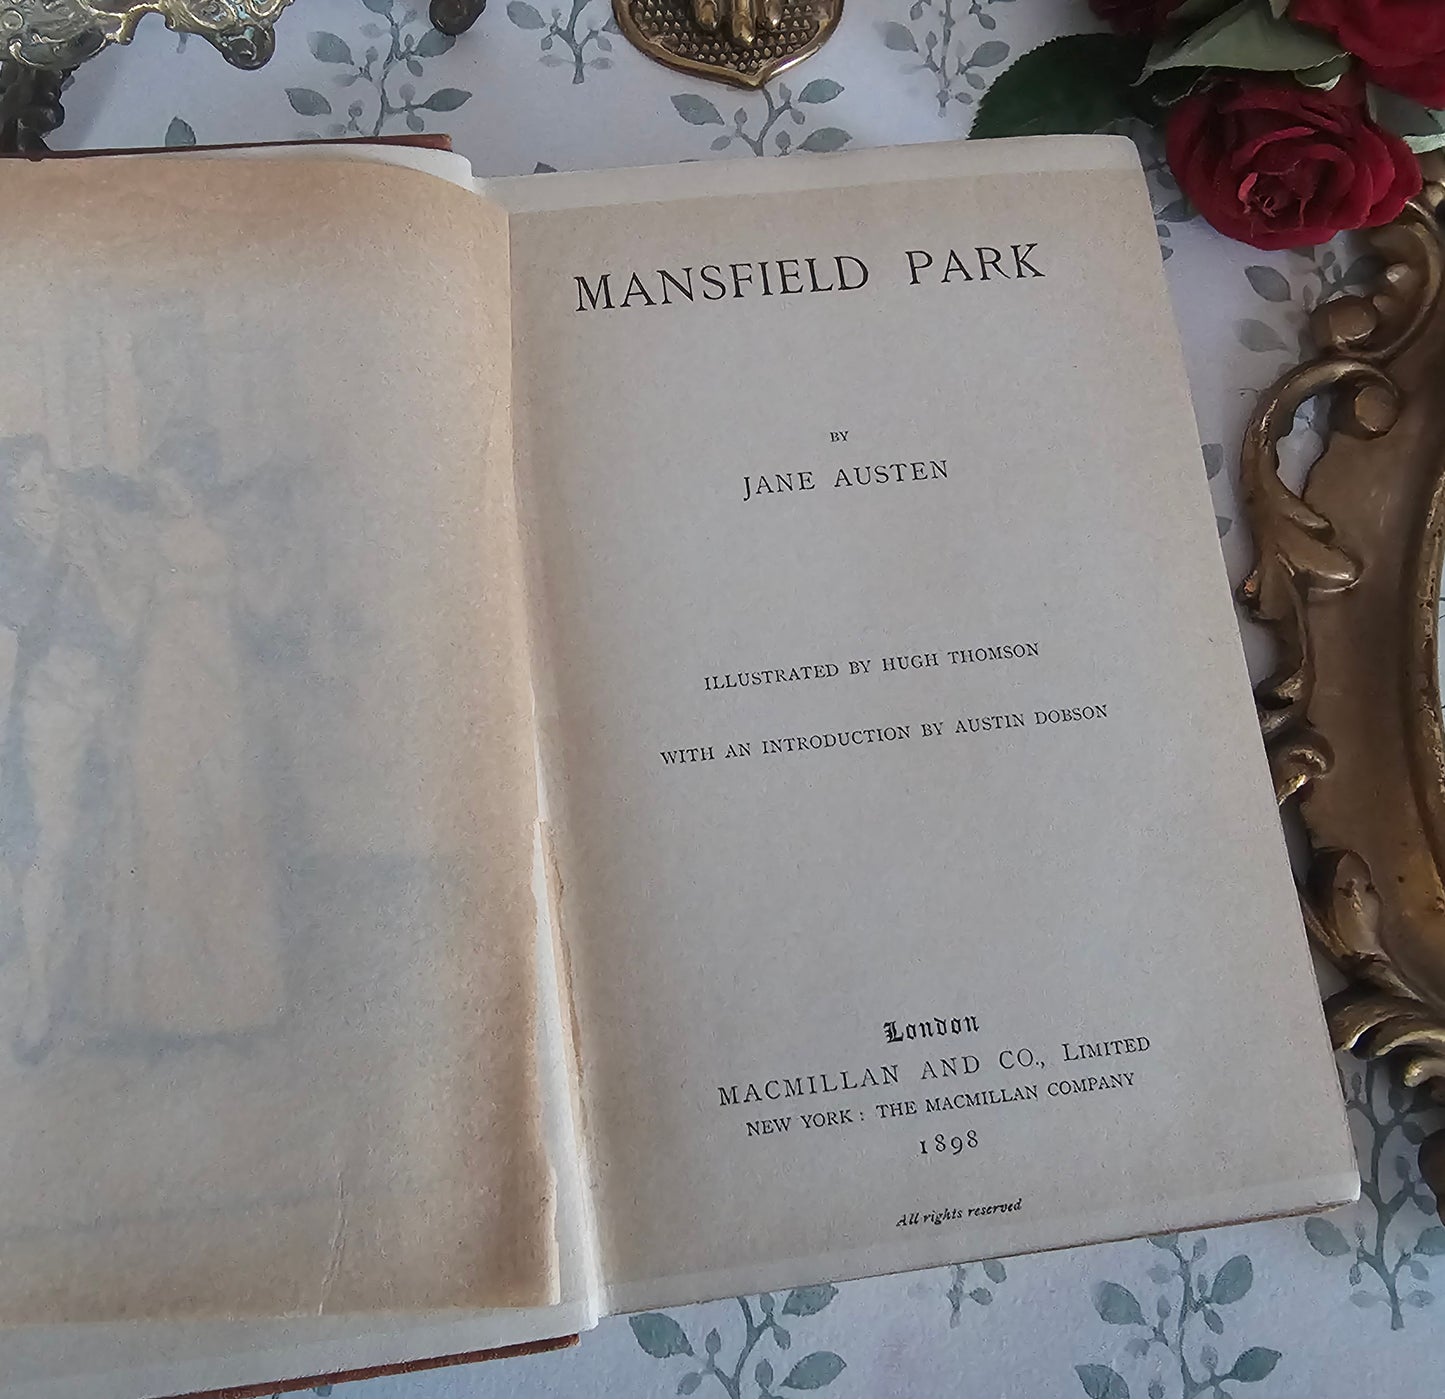 MANSFIELD PARK
BY
JANE AUSTEN
ILLUSTRATED BY HUGH THOMSON
WITH AN INTRODUCTION BY AUSTIN DOBSON
London
MACMILLAN AND CO., LIMITED
NEW YORK: THE MACMILLAN COMPANY
1898
All rights reserved